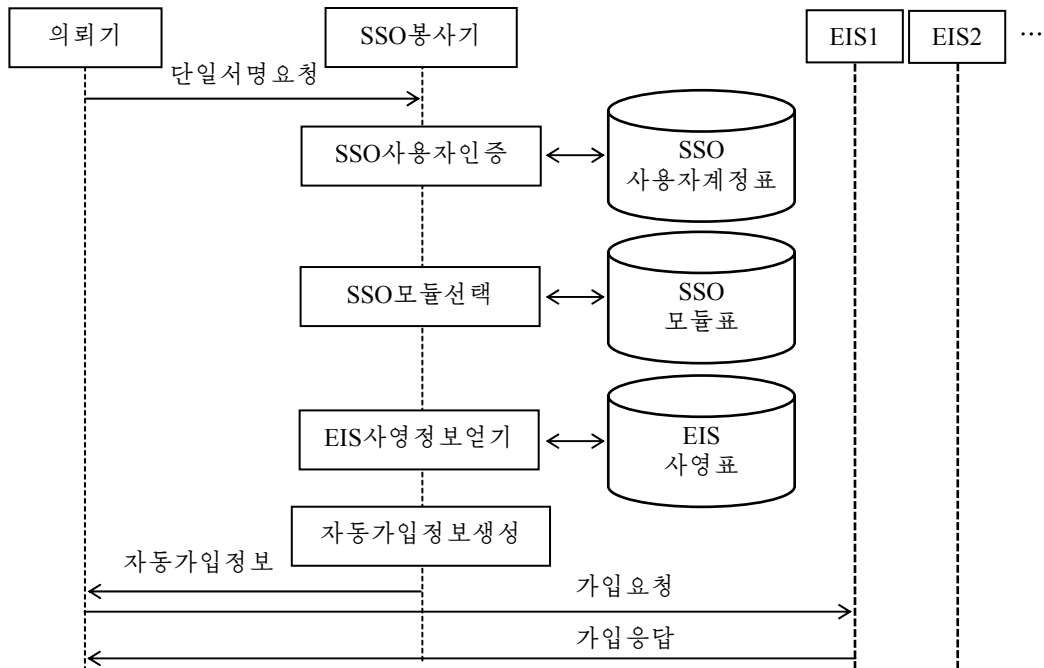 의뢰기
SSO봉사기
EIS1
EIS2
…
단일서명요청
SSO사용자인증
SSO
사용자계정표
SSO모듈선택
SSO
모듈표
EIS사영정보얻기
EIS
사영표
자동가입정보생성
자동가입정보
가입요청
가입응답